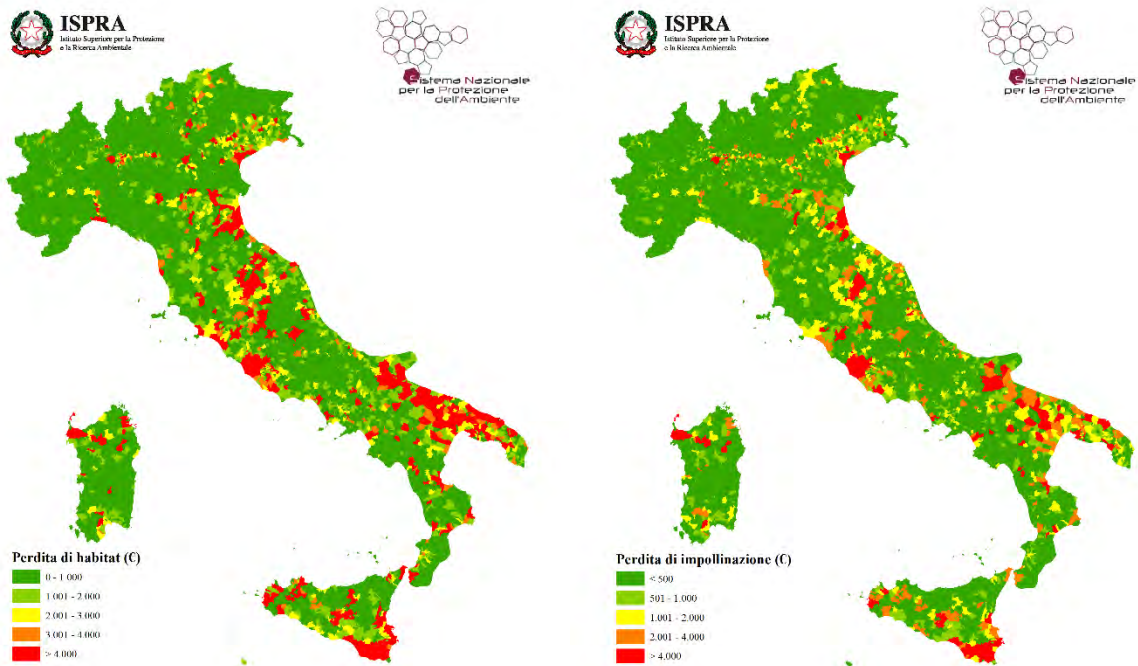 ISPRA
Istituto Superiore per la Protezione
e la Ricerca Ambientale
Sistema Nazionale
per la Protezione
dell'Ambiente
Perdita di habitat (€)
0 - 1 000
1 001 - 2 000
2 001 - 3 000
3 001 - 4 000
> 4 000
ISPRA
Istituto Superiore per la Protezione
e la Ricerca Ambientale
Sistema Nazionale
per la Protezione
dell'Ambiente
Perdita di impollinazione (€)
< 500
501 - 1.000
1.001 - 2.000
2.001 - 4.000
> 4.000